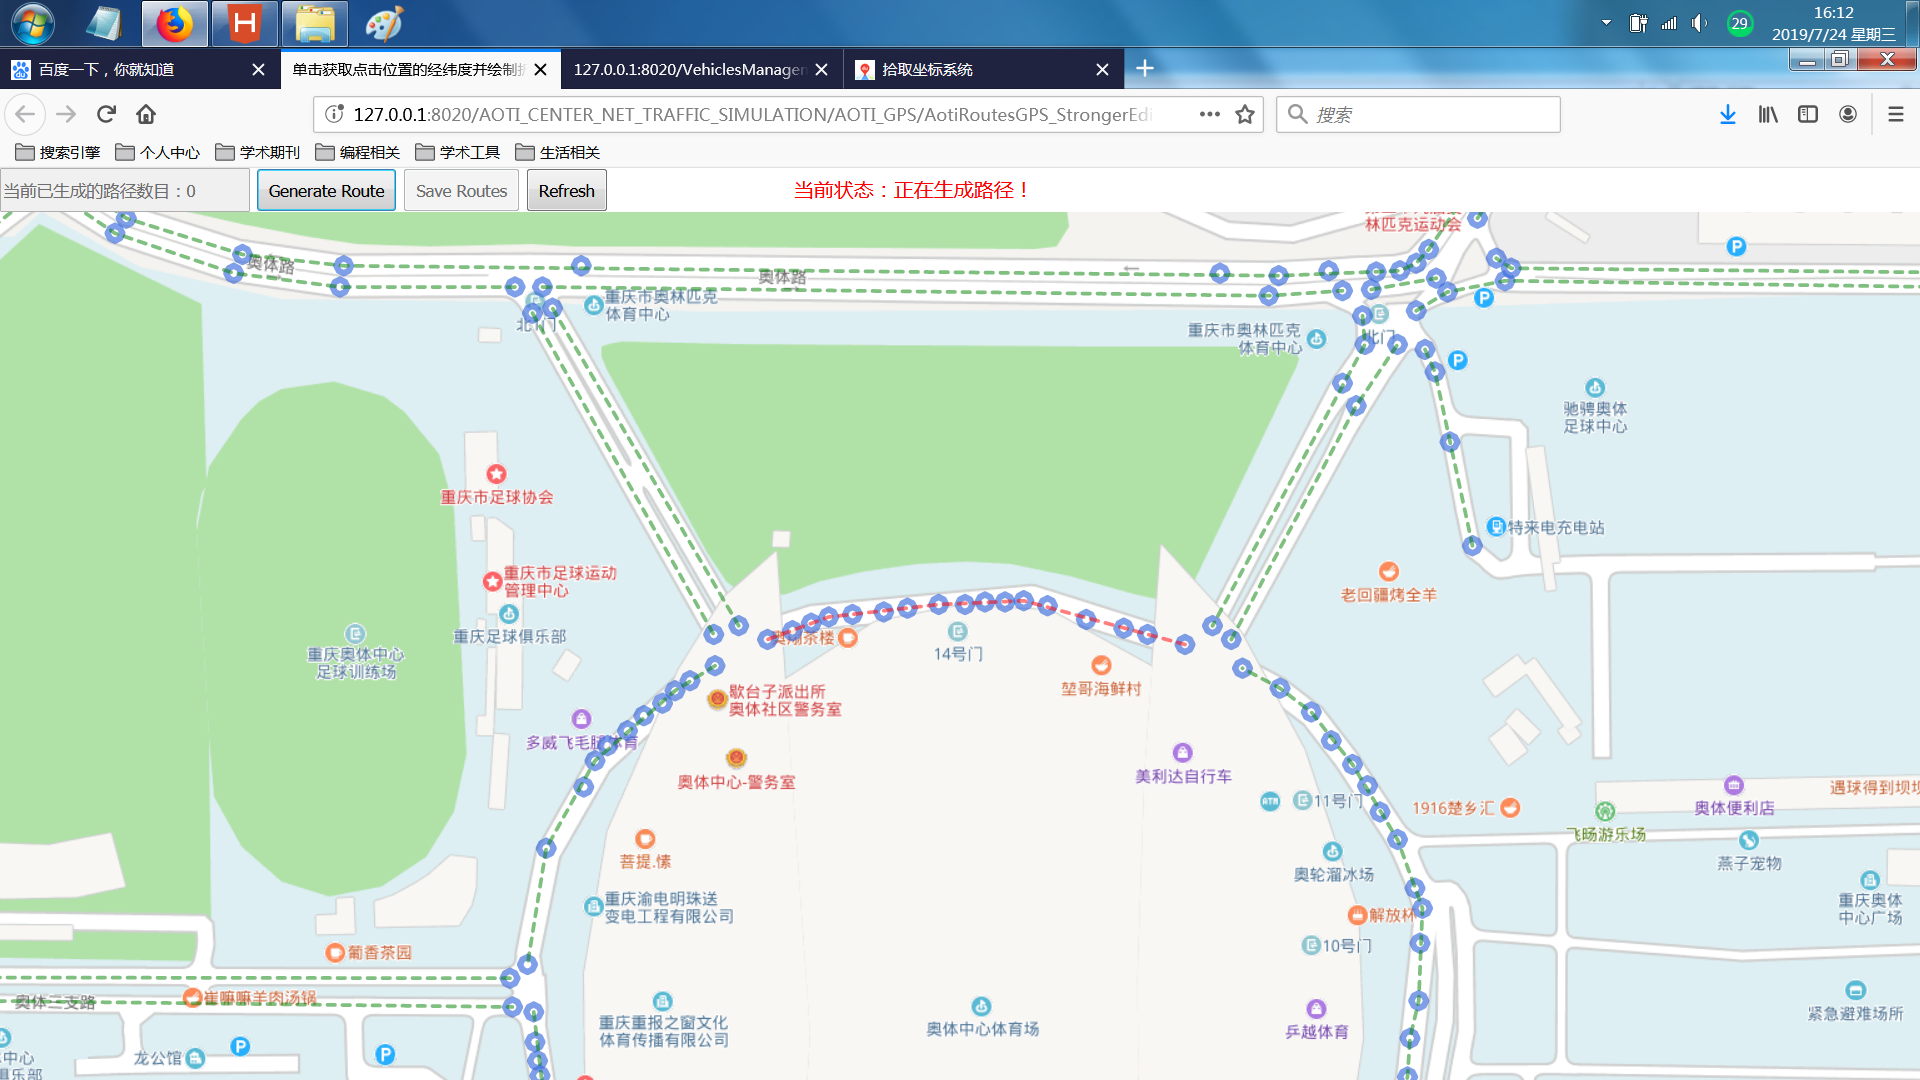 29
16:12
2019/7/24 星期三
百度一下，你就知道
单击获取点击位置的经纬度并绘制
127.0.0.1:8020/VehiclesManage
拾取坐标系统
127.0.0.1:8020/AOTI_CENTER_NET_TRAFFIC_SIMULATION/AOTI_GPS/AotiRoutesGPS_StrongerEdi
搜索
搜索引擎
个人中心
学术期刊
编程相关
学术工具
生活相关
当前已生成的路径数目：0
Generate Route
Save Routes
Refresh
当前状态：正在生成路径！
林匹克运动会
奥体路
奥体路
重庆市奥林匹克
体育中心
重庆市奥林匹克
体育中心
北门
驰骋奥体
足球中心
重庆市足球协会
特来电充电站
重庆市足球运动
管理中心
老回疆烤全羊
重庆足球俱乐部
14号门
重庆奥体中心
足球训练场
堃哥海鲜村
歇台子派出所
奥体社区警务室
多威飞毛腿体育
奥体中心-警务室
美利达自行车
ATM
11号门
1916楚乡汇
奥体便利店
遇球得到坝坝
飞旸游乐场
菩提.愫
燕子宠物
奥轮溜冰场
重庆渝电明珠送
变电工程有限公司
解放杯
重庆奥体
中心广场
10号门
葡香茶园
奥体三支路
崔嘛嘛羊肉汤锅
重庆重报之窗文化
体育传播有限公司
奥体中心体育场
乒越体育
紧急避难场所
龙公馆
中心
俱乐部
P
P
P
P
P